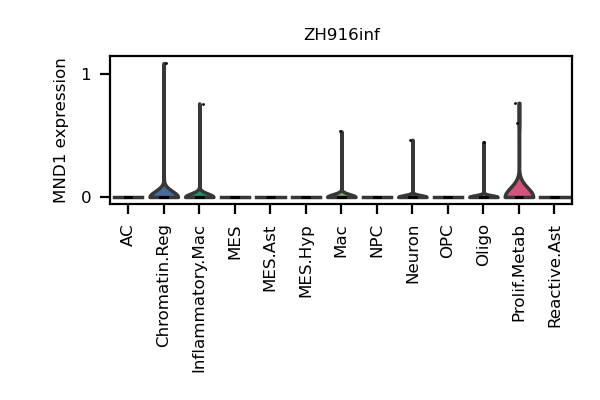 ZH916inf
MND1 expression
1
0
AC
Chromatin.Reg
Inflammatory.Mac
MES
MES.Ast
MES.Hyp
Mac
NPC
Neuron
OPC
Oligo
Prolif.Metab
Reactive.Ast